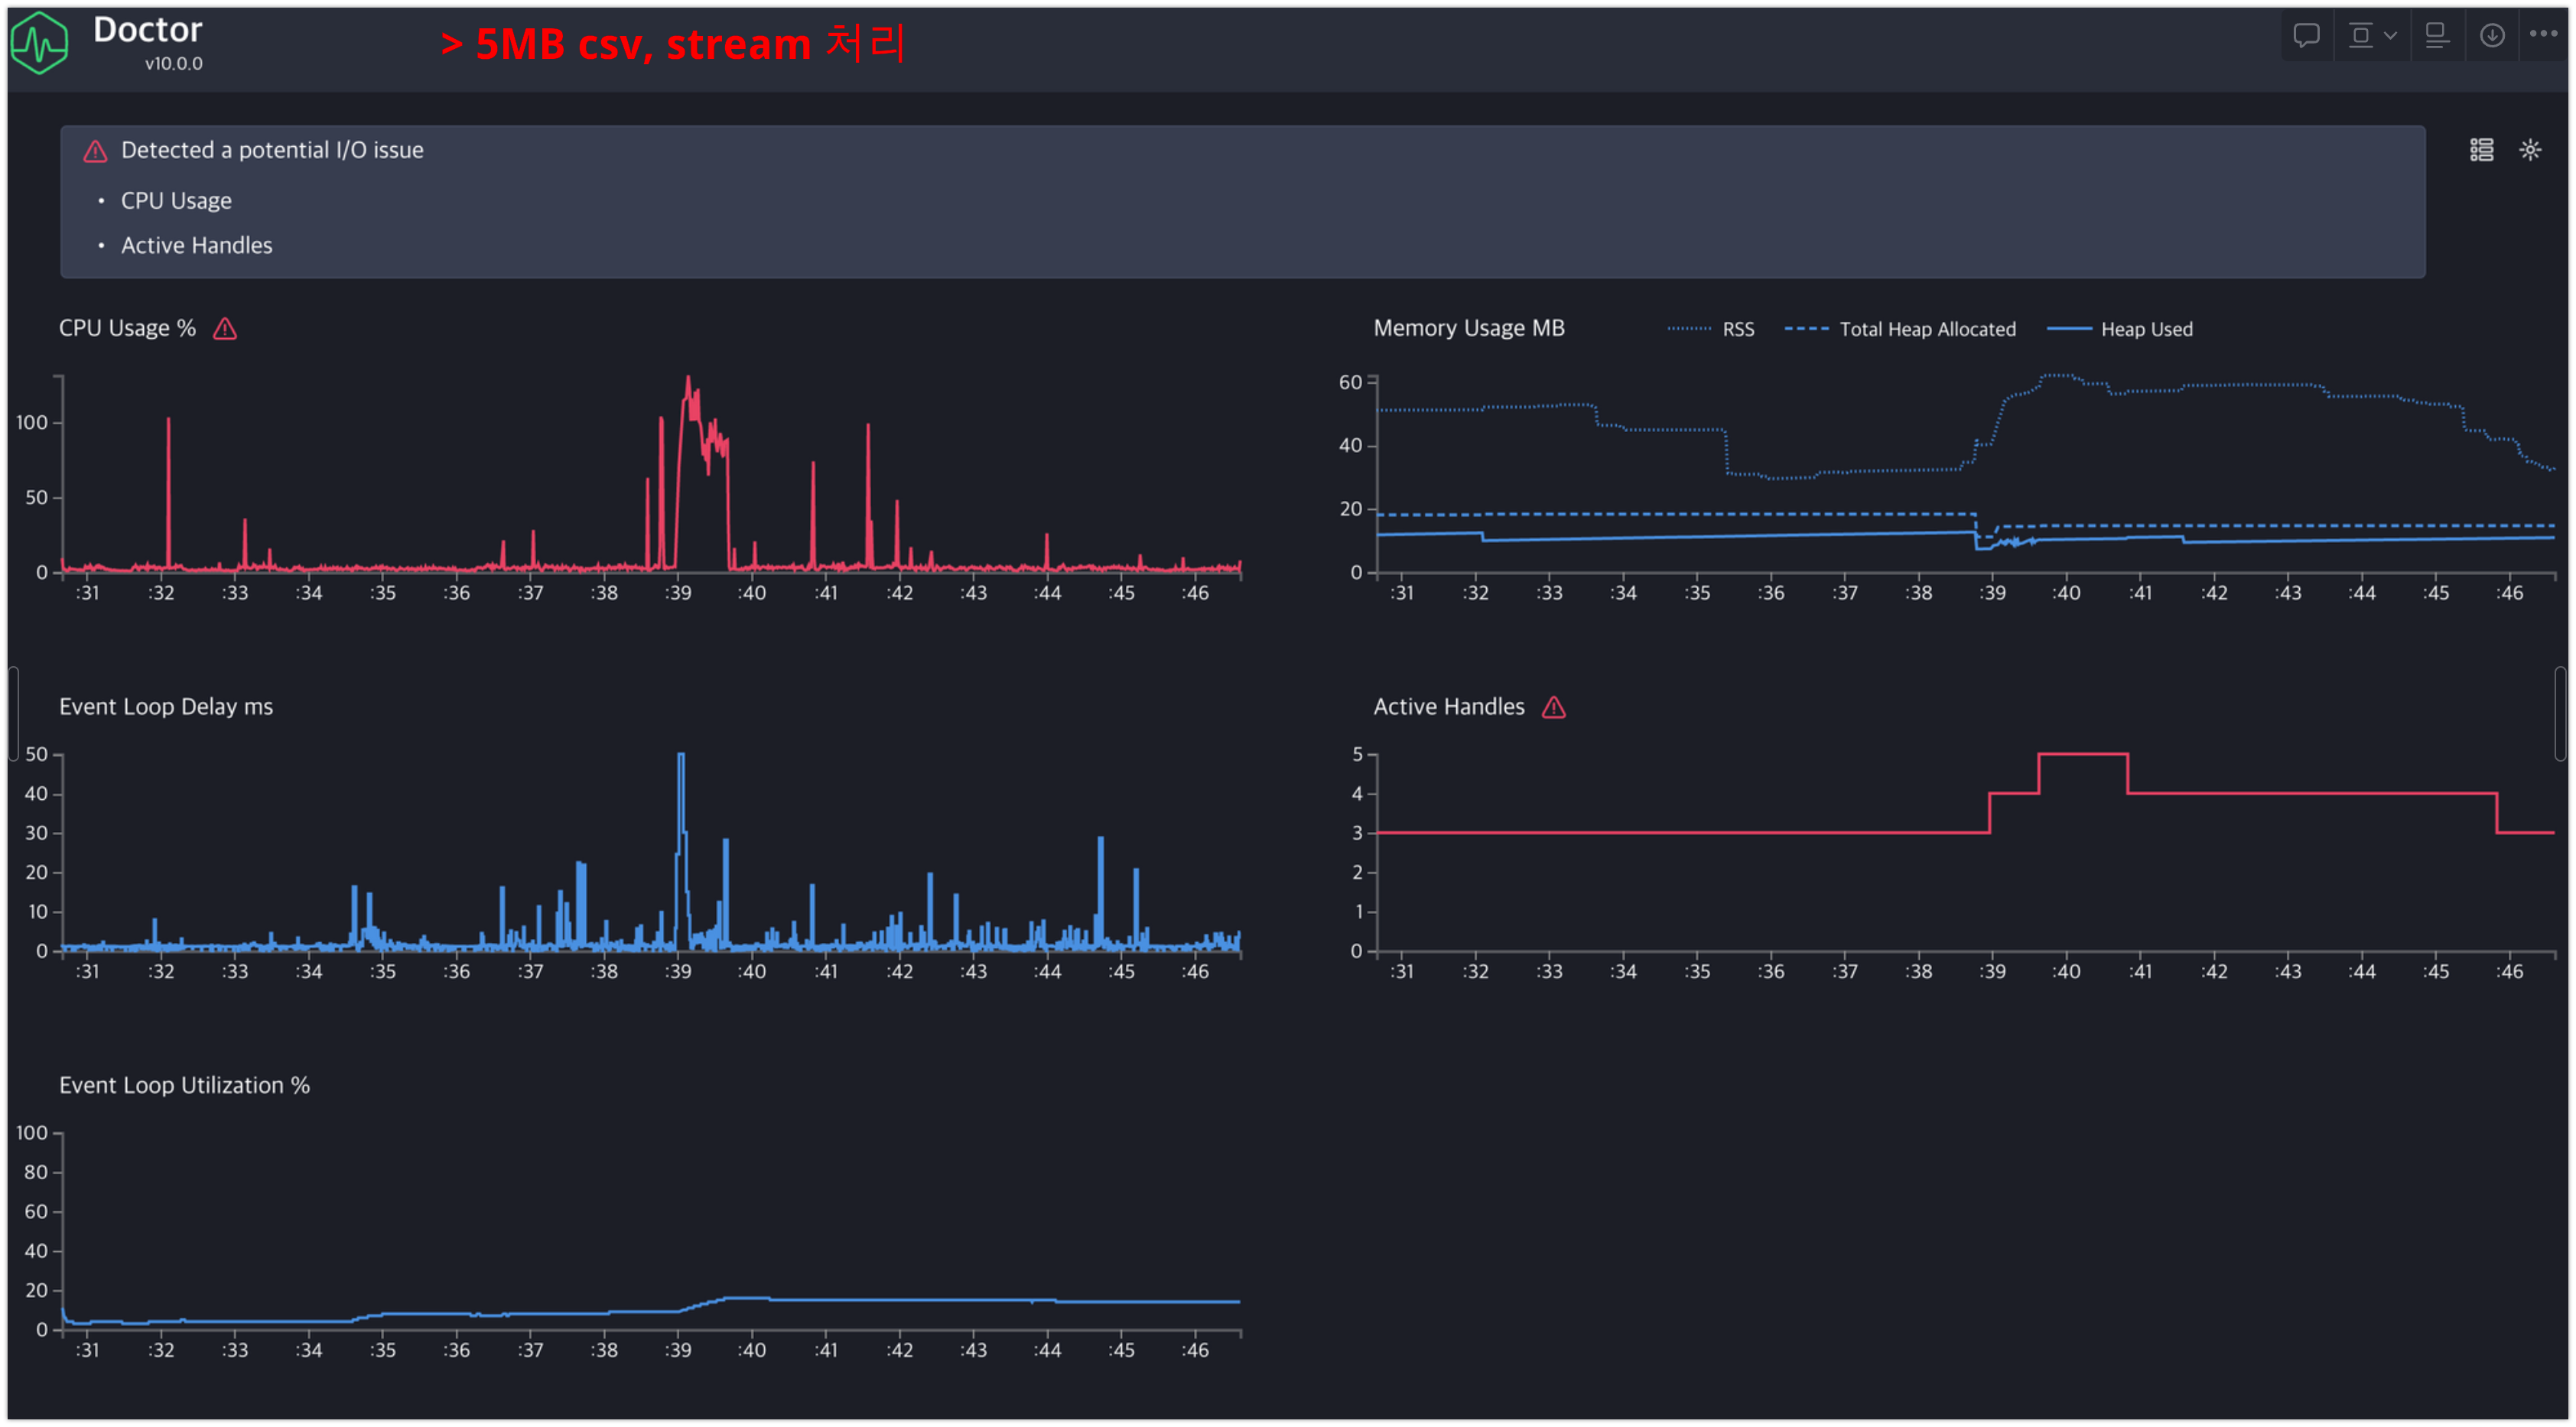 Doctor
v10.0.0
> 5MB csv, stream 처리
Detected a potential I/O issue
• CPU Usage
• Active Handles
CPU Usage %
100
50
0
:31 :32 :33 :34 :35 :36 :37 :38 :39 :40 :41 :42 :43 :44 :45 :46
Memory Usage MB RSS Total Heap Allocated Heap Used
60
40
20
0
:31 :32 :33 :34 :35 :36 :37 :38 :39 :40 :41 :42 :43 :44 :45 :46
Event Loop Delay ms
50
40
30
20
10
0
:31 :32 :33 :34 :35 :36 :37 :38 :39 :40 :41 :42 :43 :44 :45 :46
Active Handles
5
4
3
2
1
0
:31 :32 :33 :34 :35 :36 :37 :38 :39 :40 :41 :42 :43 :44 :45 :46
Event Loop Utilization %
100
80
60
40
20
0
:31 :32 :33 :34 :35 :36 :37 :38 :39 :40 :41 :42 :43 :44 :45 :46